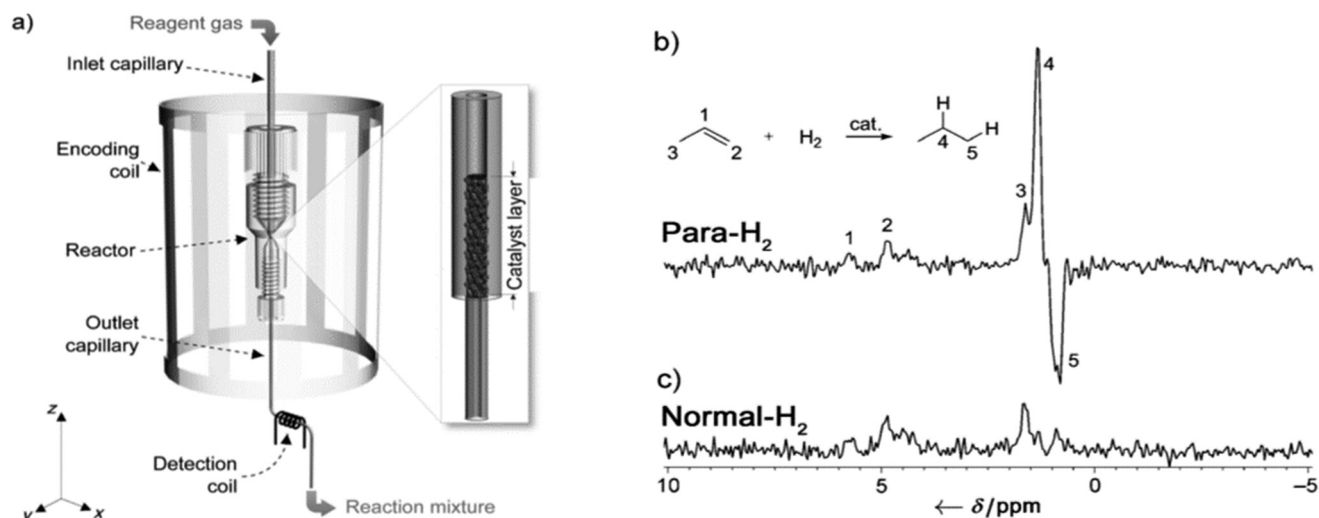 a)
Reagent gas
Inlet capillary
Encoding
coil
Reactor
Outlet
capillary
Catalyst layer
Detection
coil
Reaction mixture
z
y
x
b)
1
H
H
+ H2
cat.
3
2
4
5
Para-H2
1
2
3
4
5
c)
Normal-H2
10
5
0
–5
← δ/ppm